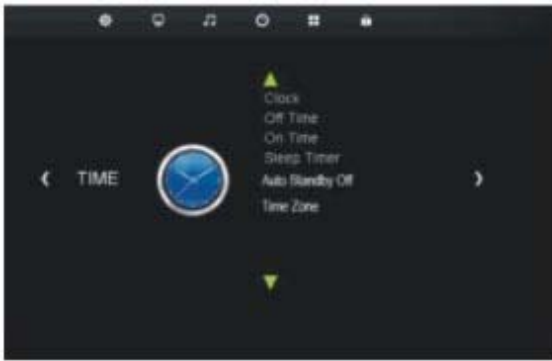 TIME
Clock
Off Time
On Time
Sleep Timer
Auto Standby Off
Time Zone